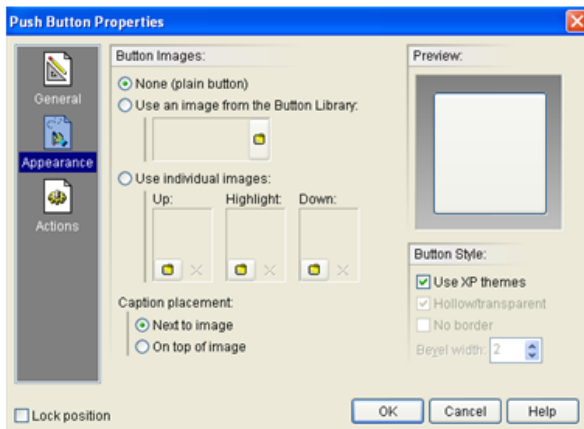 Push Button Properties
General
Appearance
Actions
Button Images:
None (plain button)
Use an image from the Button Library:
Use individual images:
Up: Highlight: Down:
Caption placement:
Next to image
On top of image
Preview:
Button Style:
Use XP themes
Hollow/transparent
No border
Bevel width: 2
Lock position
OK Cancel Help